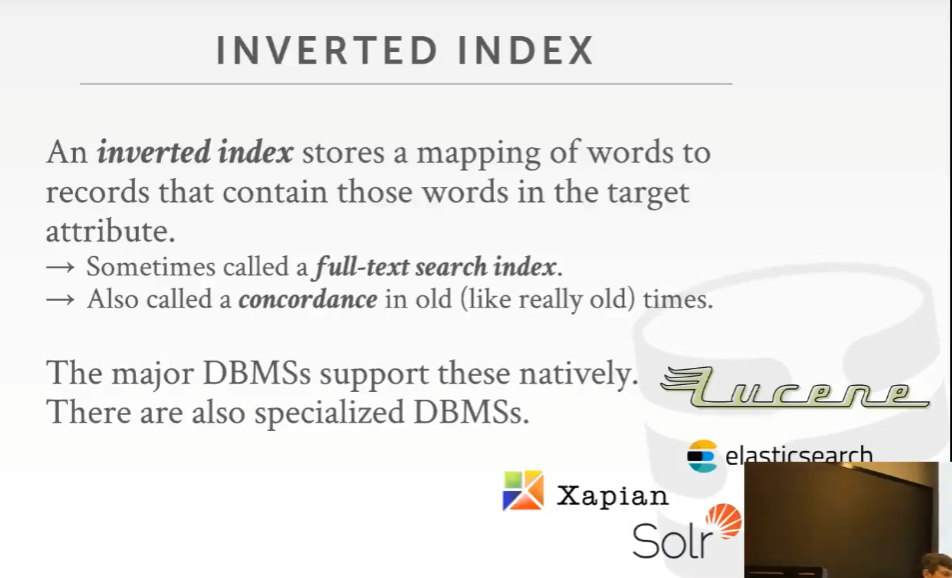 INVERTED INDEX
An inverted index stores a mapping of words to
records that contain those words in the target
attribute.
→ Sometimes called a full-text search index.
→ Also called a concordance in old (like really old) times.
The major DBMSs support these natively.
There are also specialized DBMSs.
Lucene
elasticsearch
Xapian
Solr